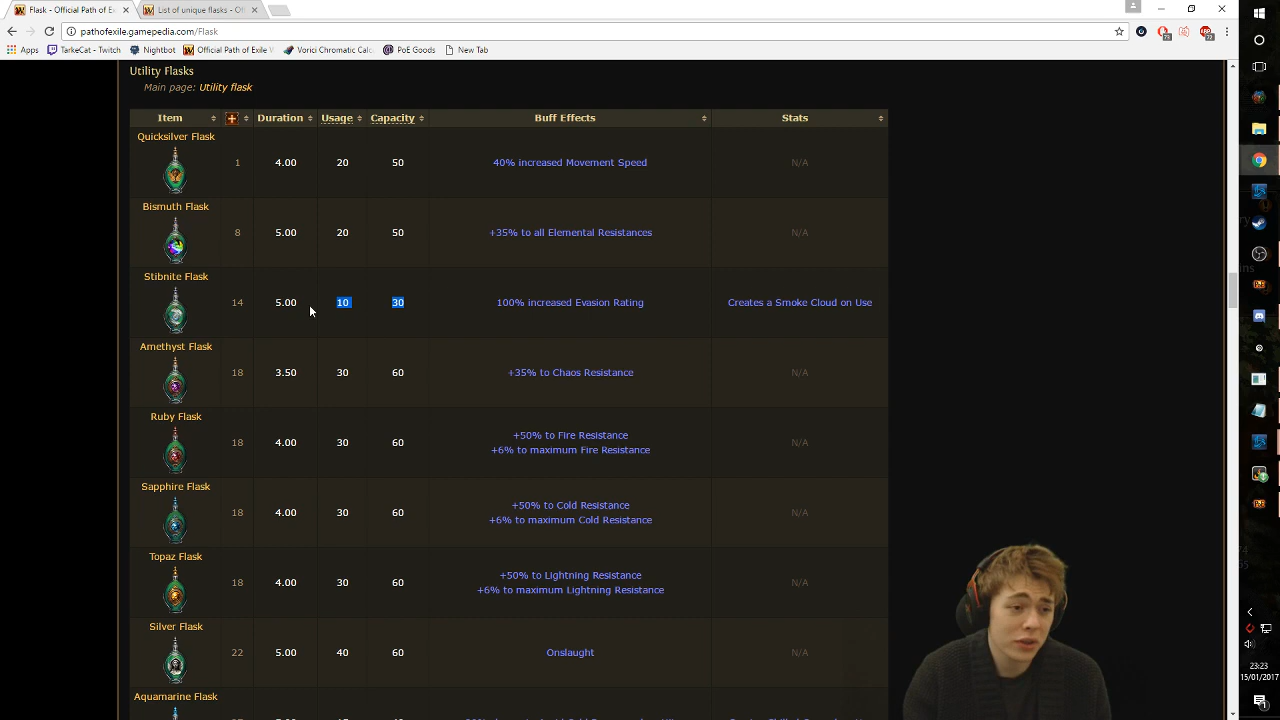 Flask - Official Path of Ex
List of unique flasks - Off
pathofexile.gamepedia.com/Flask
Apps TarkeCat - Twitch Nightbot Official Path of Exile W Vorici Chromatic Calc PoE Goods New Tab
Utility Flasks
Main page: Utility flask
Item Duration Usage Capacity Buff Effects Stats
Quicksilver Flask
1 4.00 20 50 40% increased Movement Speed N/A
Bismuth Flask
8 5.00 20 50 +35% to all Elemental Resistances N/A
Stibnite Flask
14 5.00 10 30 100% increased Evasion Rating Creates a Smoke Cloud on Use
Amethyst Flask
18 3.50 30 60 +35% to Chaos Resistance N/A
Ruby Flask
+50% to Fire Resistance
18 4.00 30 60 N/A
+6% to maximum Fire Resistance
Sapphire Flask
+50% to Cold Resistance
18 4.00 30 60 N/A
+6% to maximum Cold Resistance
Topaz Flask
+50% to Lightning Resistance
18 4.00 30 60 N/A
+6% to maximum Lightning Resistance
Silver Flask
22 5.00 40 60 Onslaught N/A
Aquamarine Flask
23:23
15/01/2017